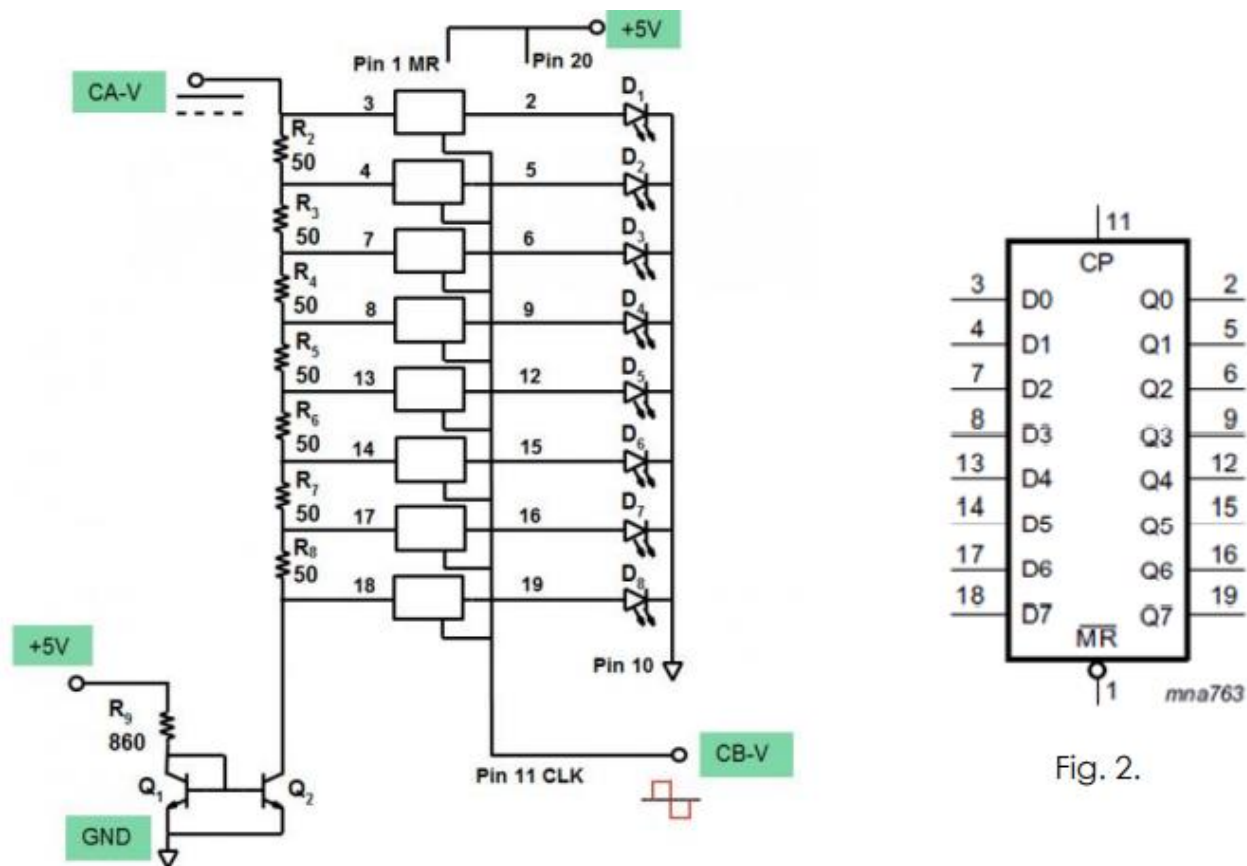 +5V
Pin 1 MR
Pin 20
CA-V
3
2
D1
R2
50
4
5
D2
R3
50
7
6
D3
R4
50
8
9
D4
R5
50
13
12
D5
R6
50
14
15
D6
R7
50
17
16
D7
R8
50
18
19
D8
+5V
Pin 10
R9
860
CB-V
Pin 11 CLK
Q1
Q2
GND
11
CP
3 D0 Q0 2
4 D1 Q1 5
7 D2 Q2 6
8 D3 Q3 9
13 D4 Q4 12
14 D5 Q5 15
17 D6 Q6 16
18 D7 Q7 19
MR
1
mna763
Fig. 2.